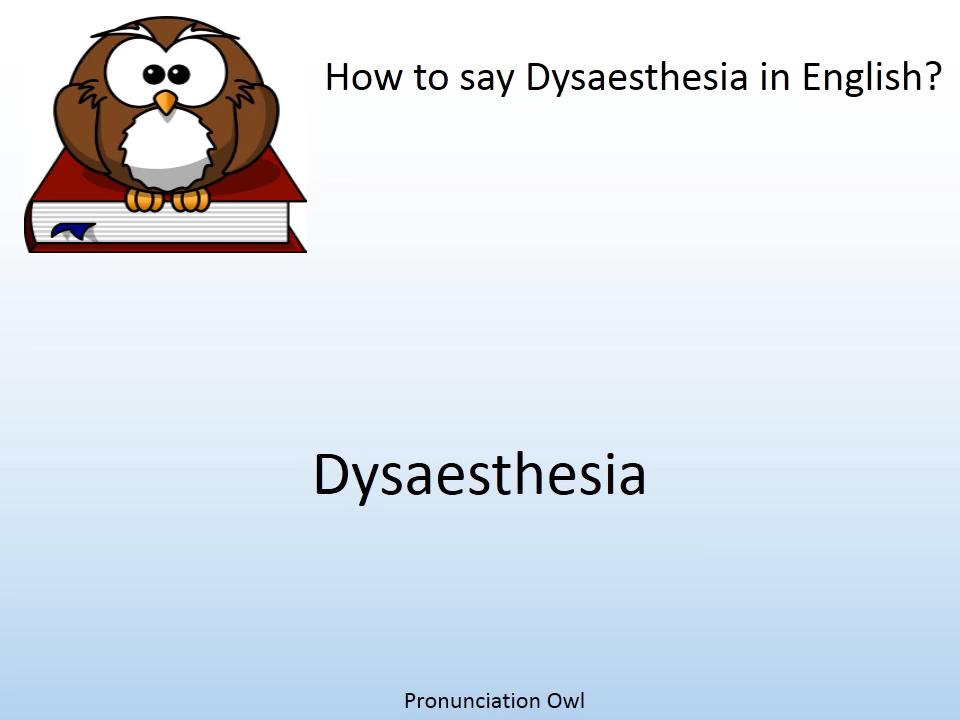 How to say Dysaesthesia in English?
Dysaesthesia
Pronunciation Owl